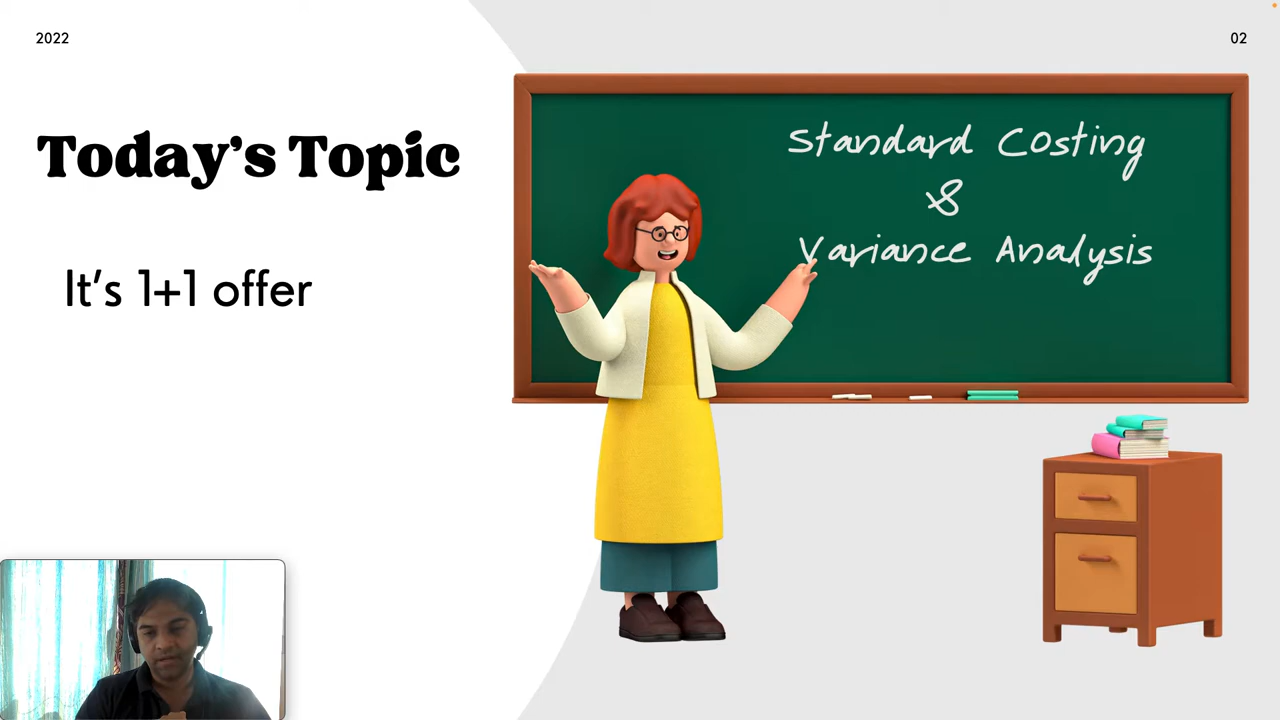 2022
02
Today's Topic
It's 1+1 offer
Standard Costing
&
Variance Analysis